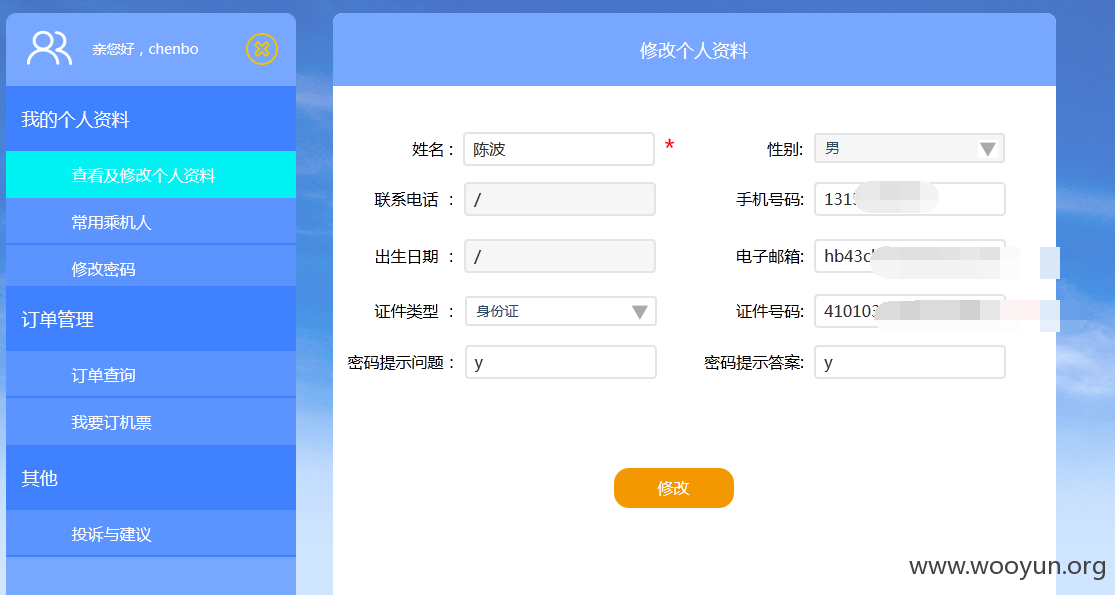 亲您好，chenbo
我的个人资料
查看及修改个人资料
常用乘机人
修改密码
订单管理
订单查询
我要订机票
其他
投诉与建议
修改个人资料
姓名： 陈波 * 性别: 男
联系电话 ： / 手机号码: 1315
出生日期 ： / 电子邮箱: hb43c
证件类型 ： 身份证 证件号码: 410103
密码提示问题： y 密码提示答案: y
修改
www.wooyun.org